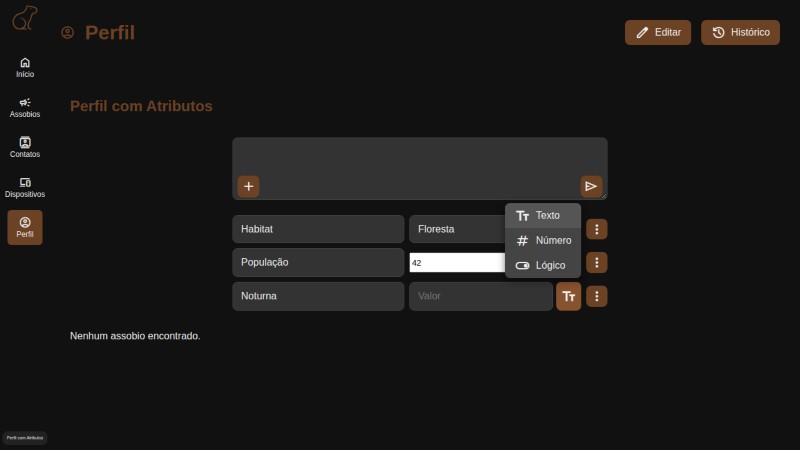 Perfil
Editar
Histórico
Início
Assobios
Contatos
Dispositivos
Perfil
Perfil com Atributos
Habitat
Floresta
População
42
Noturna
Valor
Tт
Texto
Número
Lógico
Nenhum assobio encontrado.
Perfil com Atributos